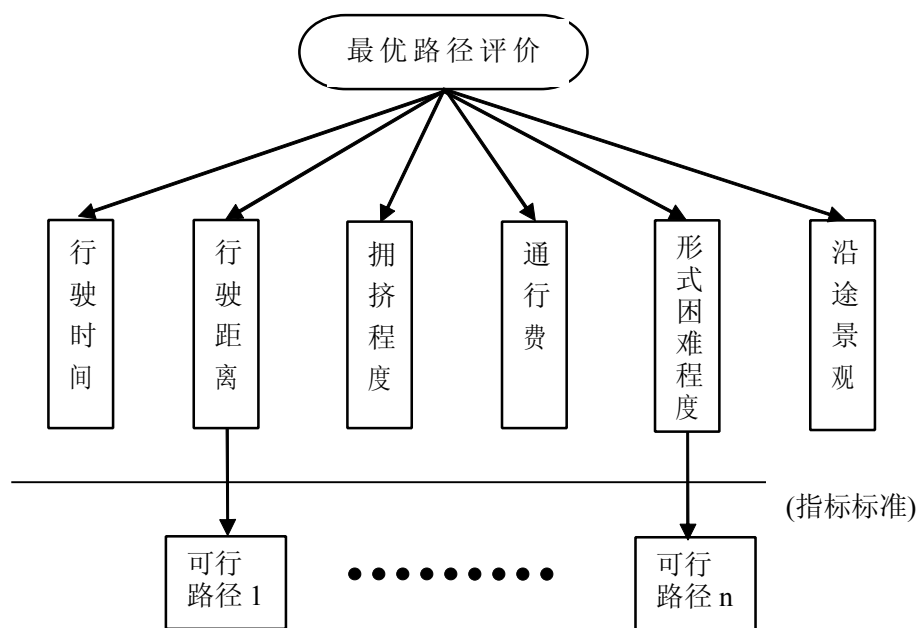 最优路径评价
行驶时间
行驶距离
拥挤程度
通行费
形式困难程度
沿途景观
(指标标准)
可行
路径 1
可行
路径 n